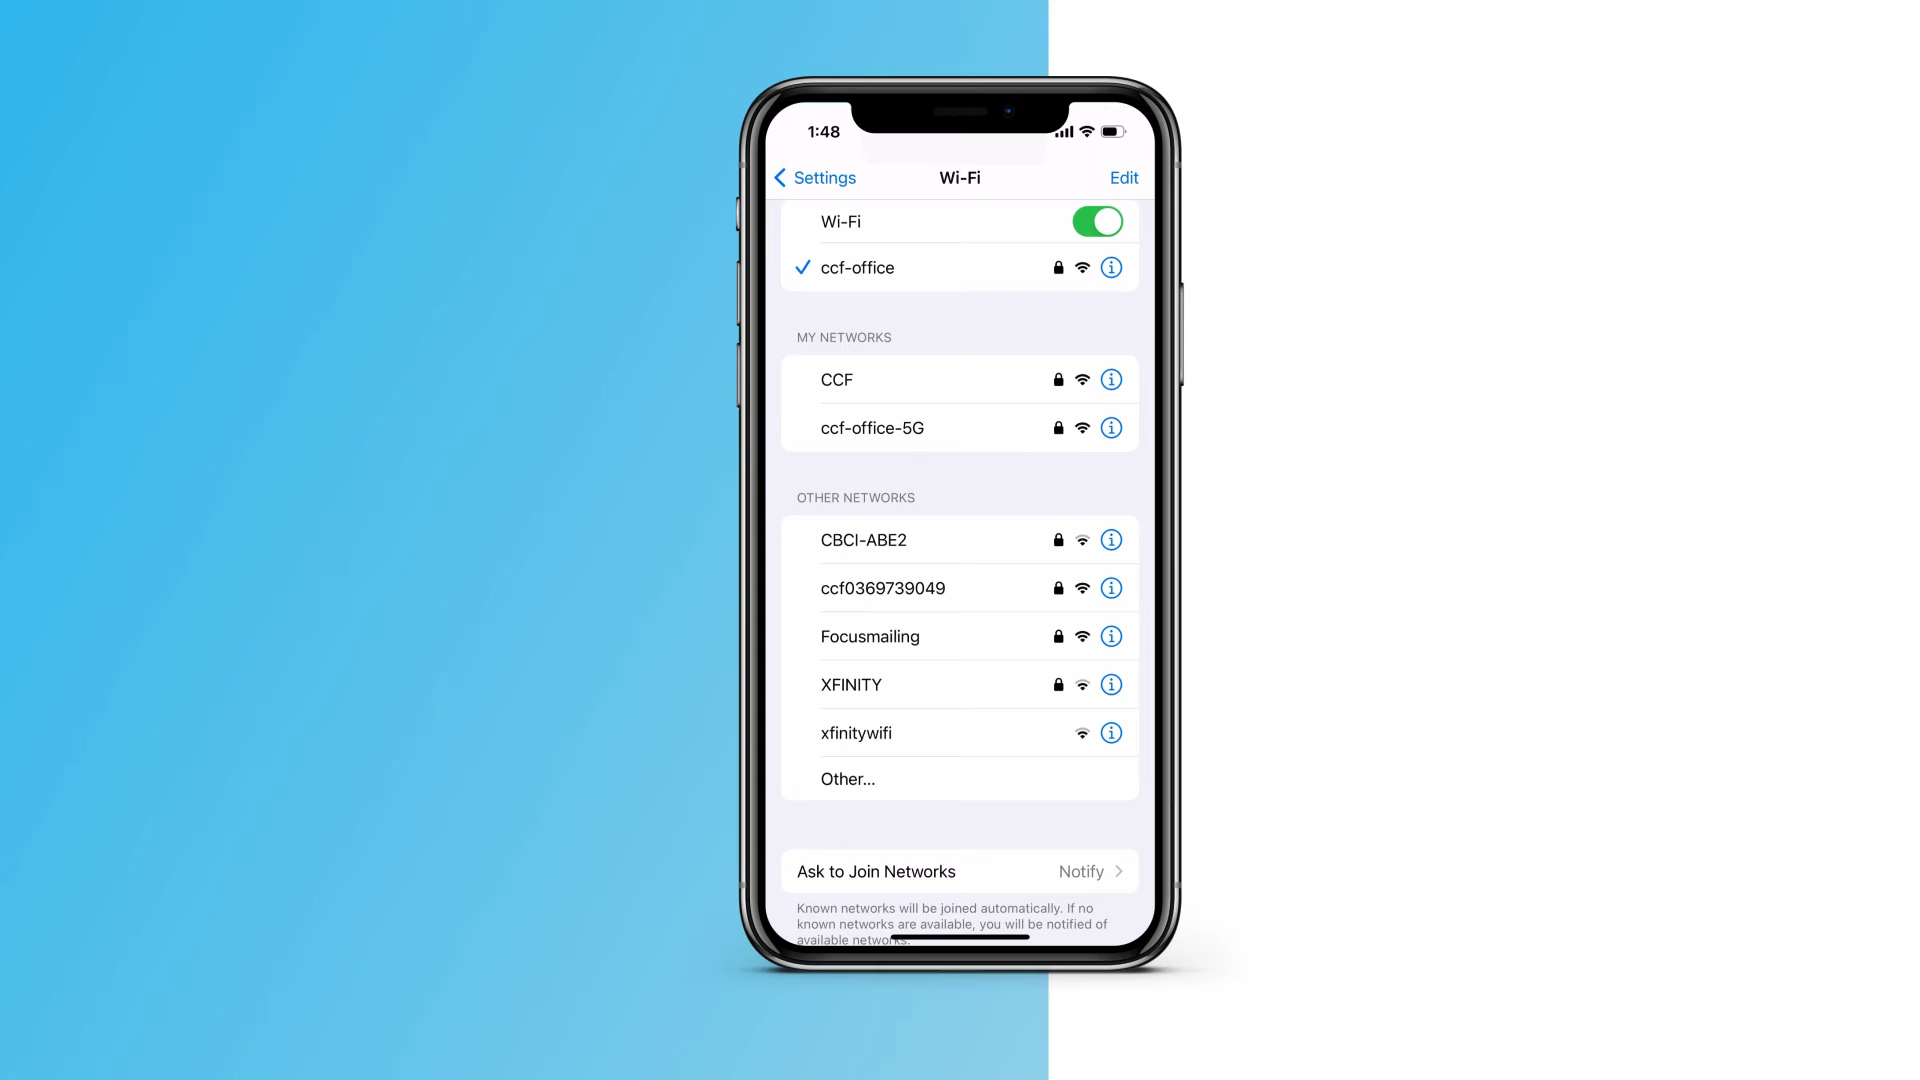 1:48
Settings
Wi-Fi
Edit
Wi-Fi
ccf-office
MY NETWORKS
CCF
ccf-office-5G
OTHER NETWORKS
CBCI-ABE2
ccf0369739049
Focusmailing
XFINITY
xfinitywifi
Other...
Ask to Join Networks
Notify
Known networks will be joined automatically. If no
known networks are available, you will be notified of
available networks.